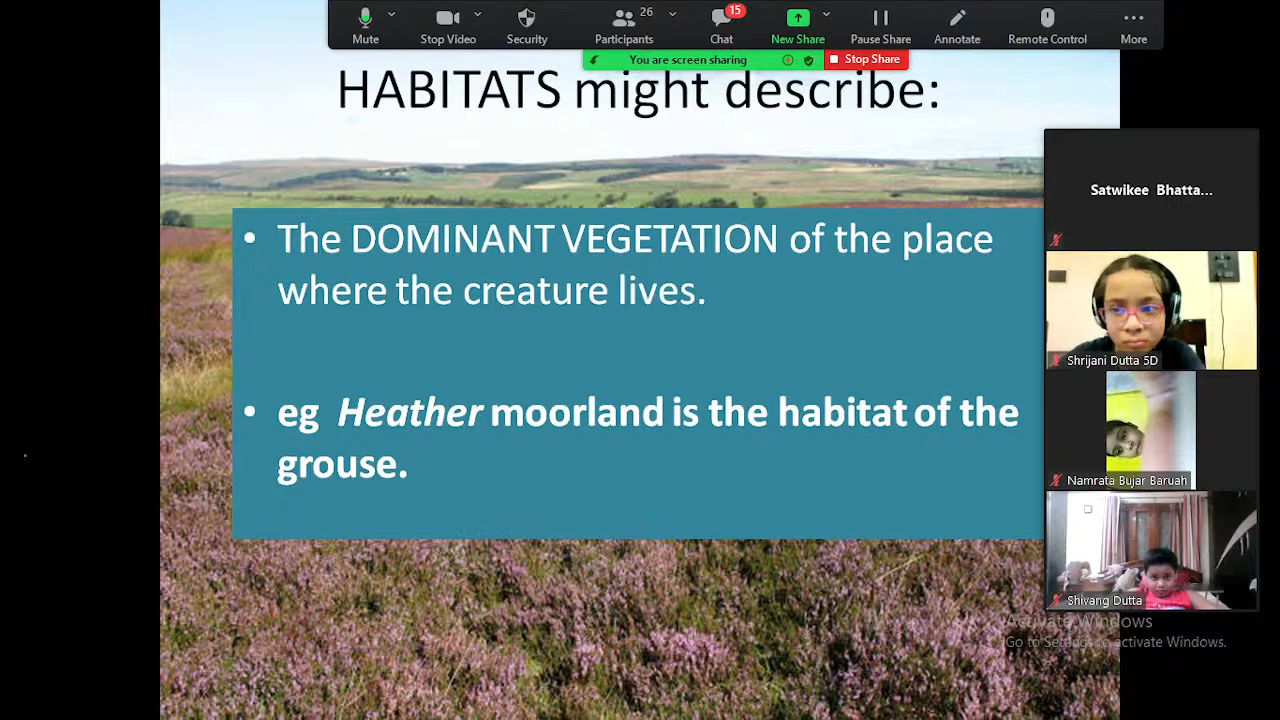 26
15
Mute
Stop Video
Security
Participants
Chat
New Share
Pause Share
Annotate
Remote Control
More
You are screen sharing
Stop Share
HABITATS might describe:
Satwikee Bhatta...
• The DOMINANT VEGETATION of the place
where the creature lives.
Shrijani Dutta 5D
• eg Heather moorland is the habitat of the
grouse.
Namrata Bujar Baruah
Shivang Dutta
Activate Windows
Go to Settings to activate Windows.